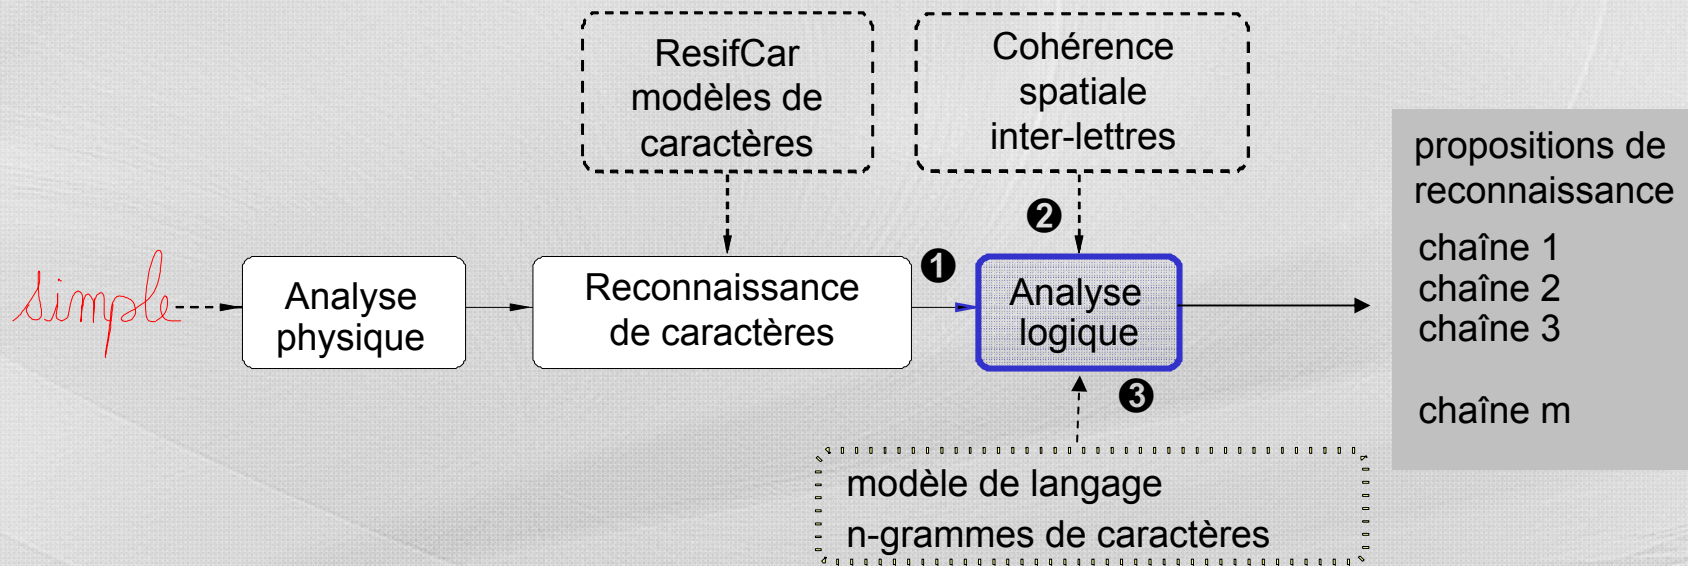 ResifCar
modèles de
caractères
Cohérence
spatiale
inter-lettres
simple
Analyse
physique
Reconnaissance
de caractères
❶
❷
Analyse
logique
❸
modèle de langage
n-grammes de caractères
propositions de
reconnaissance
chaîne 1
chaîne 2
chaîne 3
chaîne m